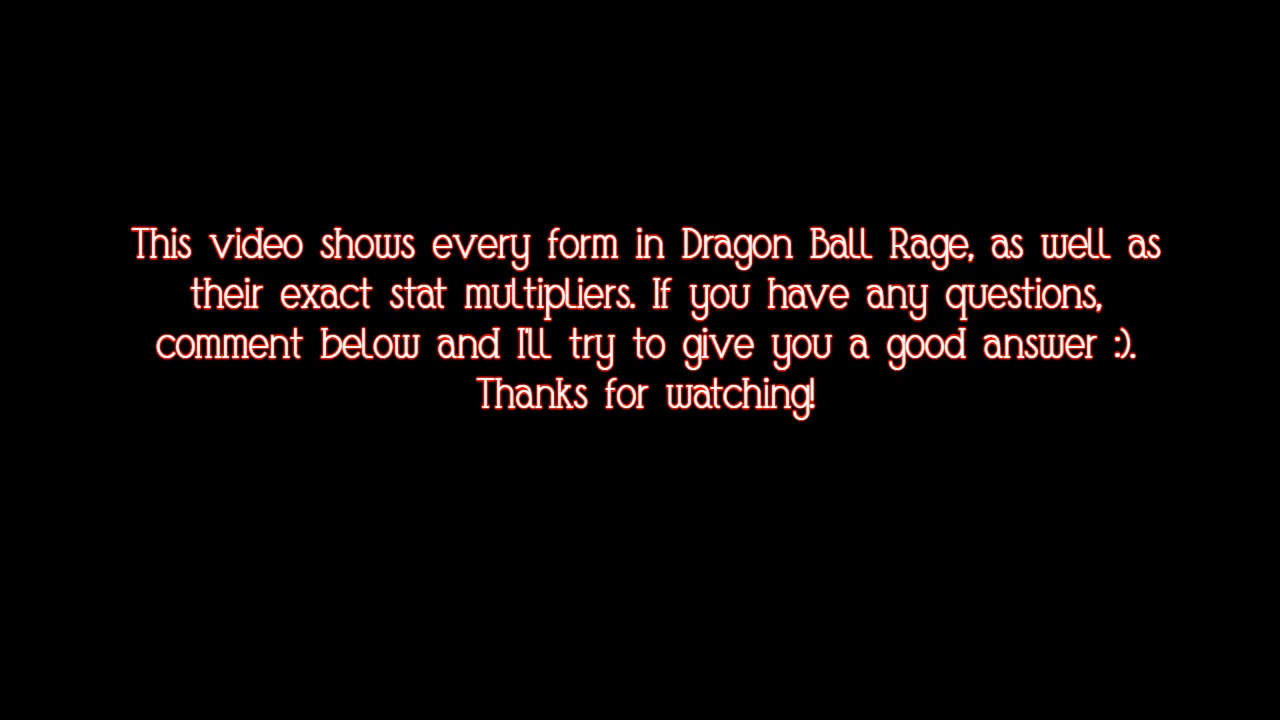 This video shows every form in Dragon Ball Rage, as well as
their exact stat multipliers. If you have any questions,
comment below and I'll try to give you a good answer :).
Thanks for watching!